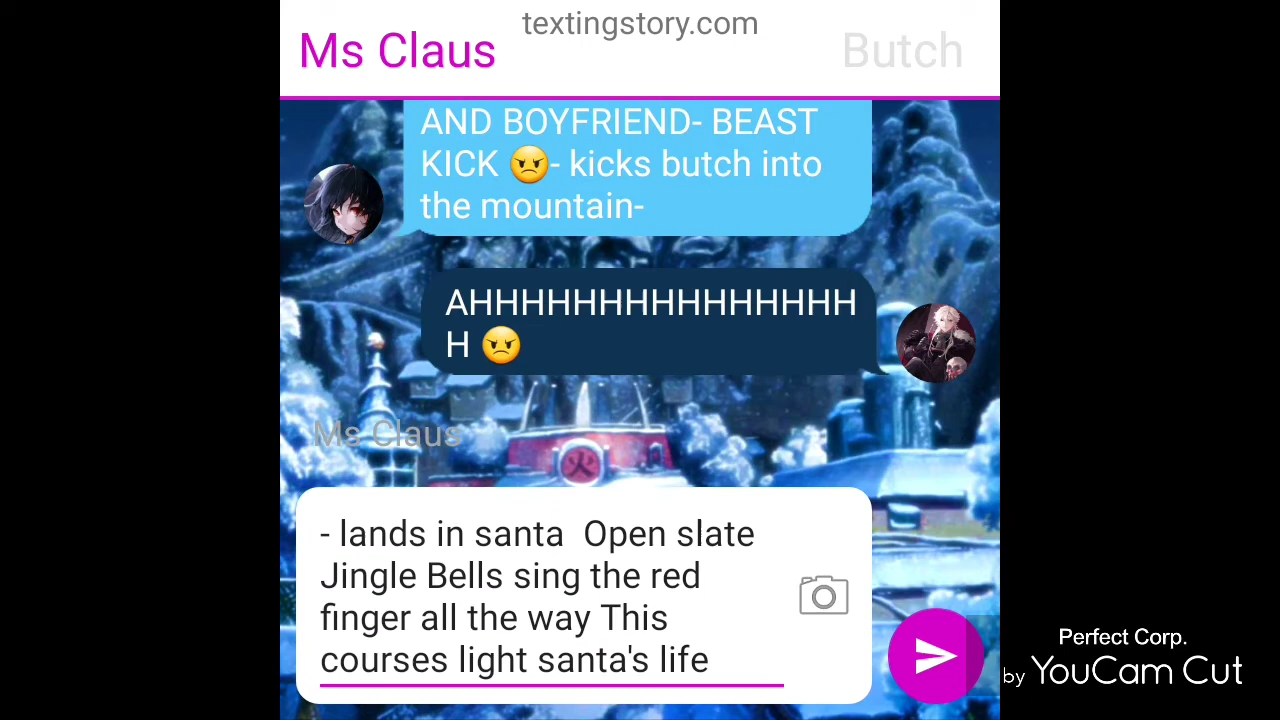 textingstory.com
Ms Claus
Butch
AND BOYFRIEND- BEAST
KICK 😠- kicks butch into
the mountain-
AHHHHHHHHHHHHHHH
H 😠
Ms Claus
火
- lands in santa  Open slate
Jingle Bells sing the red
finger all the way This
courses light santa's life
Perfect Corp.
by YouCam Cut